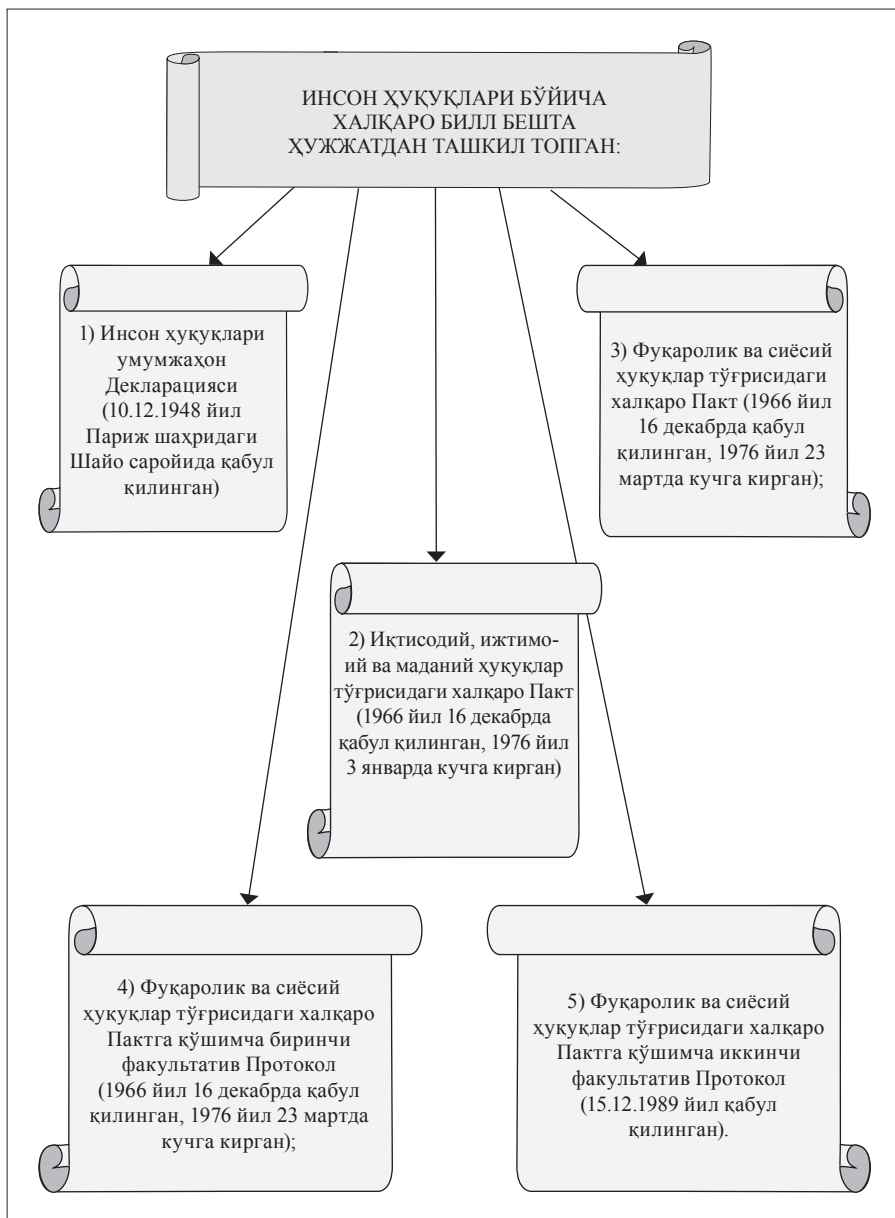 ИНСОН ҲУҚУҚЛАРИ БЎЙИЧА
ХАЛҚАРО БИЛЛ БЕШТА
ҲУЖЖАТДАН ТАШКИЛ ТОПГАН:
1) Инсон ҳуқуқлари
умумжаҳон
Декларацияси
(10.12.1948 йил
Париж шаҳридаги
Шайо саройида қабул
қилинган)
2) Иқтисодий, ижтимо-
ий ва маданий ҳуқуқлар
тўғрисидаги халқаро Пакт
(1966 йил 16 декабрда
қабул қилинган, 1976 йил
3 январда кучга кирган)
3) Фуқаролик ва сиёсий
ҳуқуқлар тўғрисидаги
халқаро Пакт (1966 йил
16 декабрда қабул
қилинган, 1976 йил 23
мартда кучга кирган);
4) Фуқаролик ва сиёсий
ҳуқуқлар тўғрисидаги халқаро
Пактга қўшимча биринчи
факультатив Протокол
(1966 йил 16 декабрда қабул
қилинган, 1976 йил 23 мартда
кучга кирган);
5) Фуқаролик ва сиёсий
ҳуқуқлар тўғрисидаги халқаро
Пактга қўшимча иккинчи
факультатив Протокол
(15.12.1989 йил қабул
қилинган).